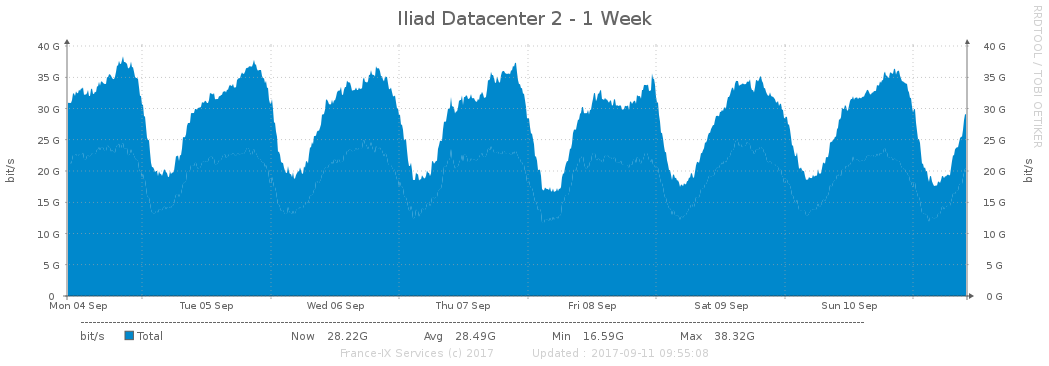 Iliad Datacenter 2 - 1 Week
RRDTOOL / TOBI OETIKER
40 G 40 G
35 G 35 G
30 G 30 G
25 G 25 G
20 G 20 G
15 G 15 G
10 G 10 G
5 G 5 G
0 0 G
bit/s bit/s
Mon 04 Sep Tue 05 Sep Wed 06 Sep Thu 07 Sep Fri 08 Sep Sat 09 Sep Sun 10 Sep
bit/s Total Now 28.22G Avg 28.49G Min 16.59G Max 38.32G
France-IX Services (c) 2017 Updated : 2017-09-11 09:55:08